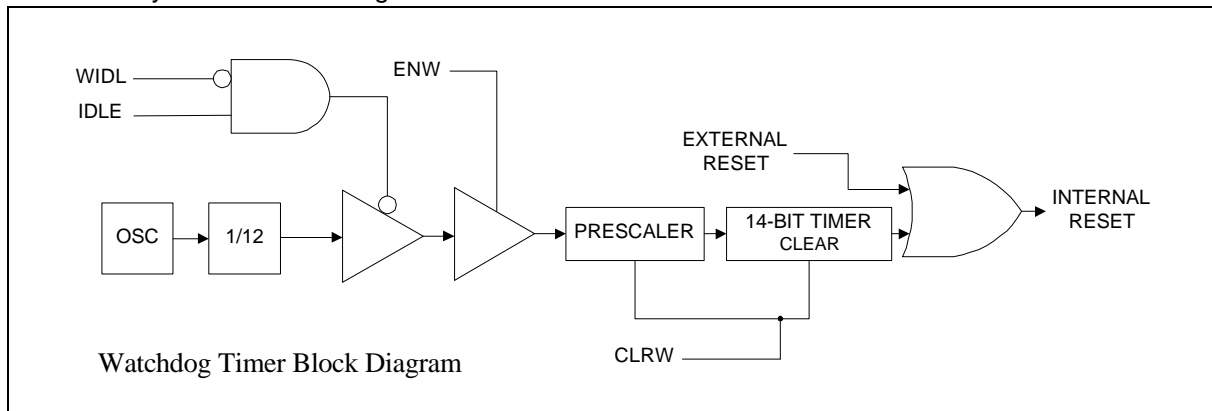 WIDL
IDLE
ENW
EXTERNAL
RESET
INTERNAL
RESET
OSC
1/12
PRESCALER
14-BIT TIMER
CLEAR
CLRW
Watchdog Timer Block Diagram